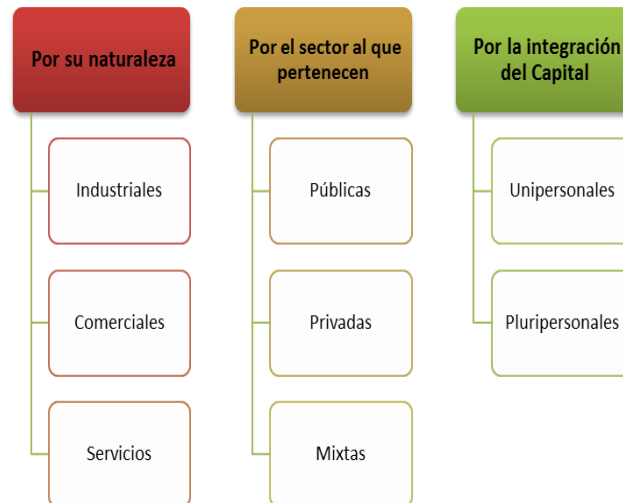 Por su naturaleza
Industriales
Comerciales
Servicios
Por el sector al que
pertenecen
Públicas
Privadas
Mixtas
Por la integración
del Capital
Unipersonales
Pluripersonales